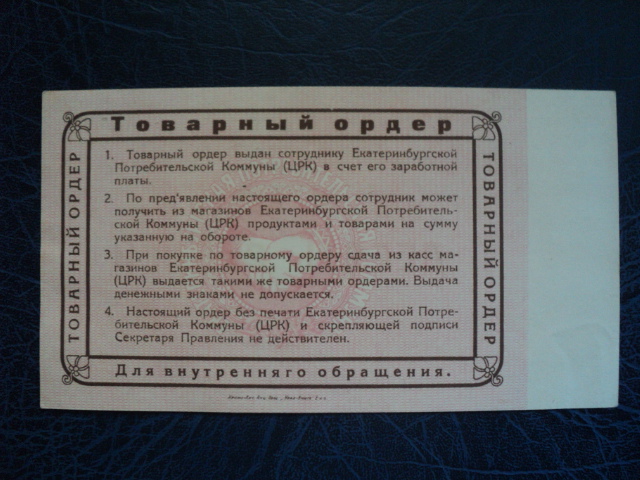 Товарный ордер
ТОВАРНЫЙ ОРДЕР
1. Товарный ордер выдан сотруднику Екатеринбургской
Потребительской Коммуны (ЦРК) в счет его заработной
платы.
2. По пред'явлении настоящего ордера сотрудник может
получить из магазинов Екатеринбургской Потребитель-
ской Коммуны (ЦРК) продуктами и товарами на сумму
указанную на обороте.
3. При покупке по товарному ордеру сдача из касс ма-
газинов Екатеринбургской Потребительской Коммуны
(ЦРК) выдается такими же товарными ордерами. Выдача
денежными знаками не допускается.
4. Настоящий ордер без печати Екатеринбургской Потре-
бительской Коммуны (ЦРК) и скрепляющей подписи
Секретаря Правления не действителен.
ТОВАРНЫЙ ОРДЕР
Для внутренняго обращения.